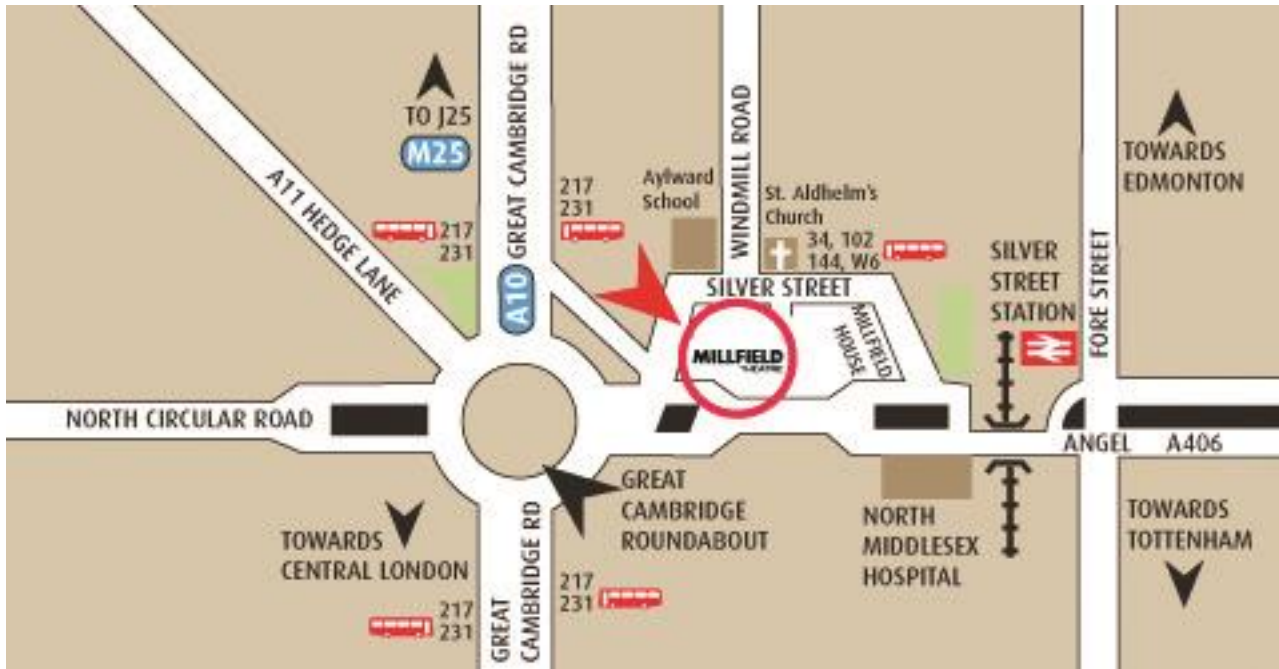 TO J25
M25
GREAT CAMBRIDGE RD
A10
A11 HEDGE LANE
217
231
217
231
Aylward
School
WINDMILL ROAD
St. Aldhelm's
Church
34, 102
144, W6
SILVER STREET
MILLFIELD
THEATRE
MILLFIELD
HOUSE
SILVER
STREET
STATION
FORE STREET
TOWARDS
EDMONTON
NORTH CIRCULAR ROAD
ANGEL A406
GREAT
CAMBRIDGE
ROUNDABOUT
NORTH
MIDDLESEX
HOSPITAL
TOWARDS
TOTTENHAM
TOWARDS
CENTRAL LONDON
GREAT
CAMBRIDGE RD
217
231
217
231